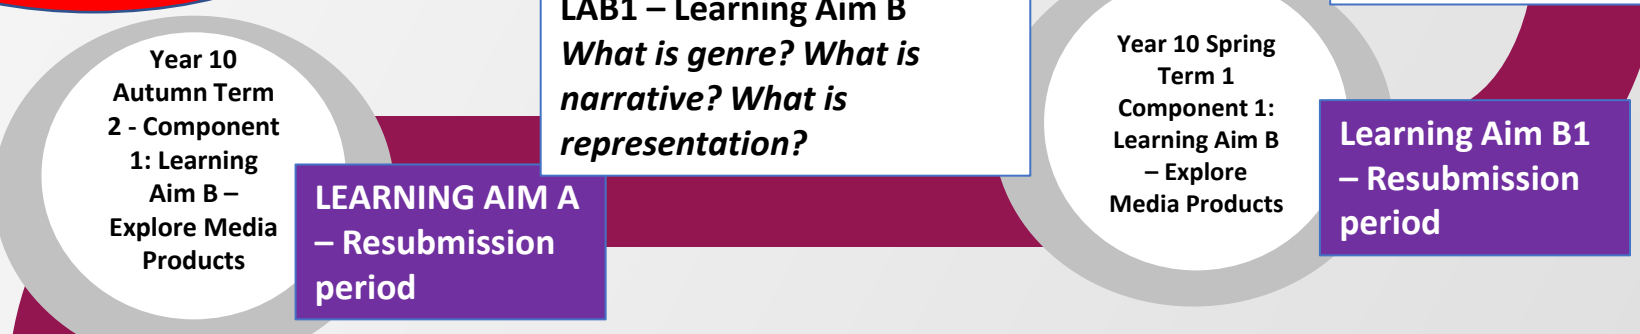 Year 10
Autumn Term
2 - Component
1: Learning
Aim B –
Explore Media
Products
LEARNING AIM A
– Resubmission
period
LAB1 – Learning Aim B
What is genre? What is
narrative? What is
representation?
Year 10 Spring
Term 1
Component 1:
Learning Aim B
– Explore
Media Products
Learning Aim B1
– Resubmission
period